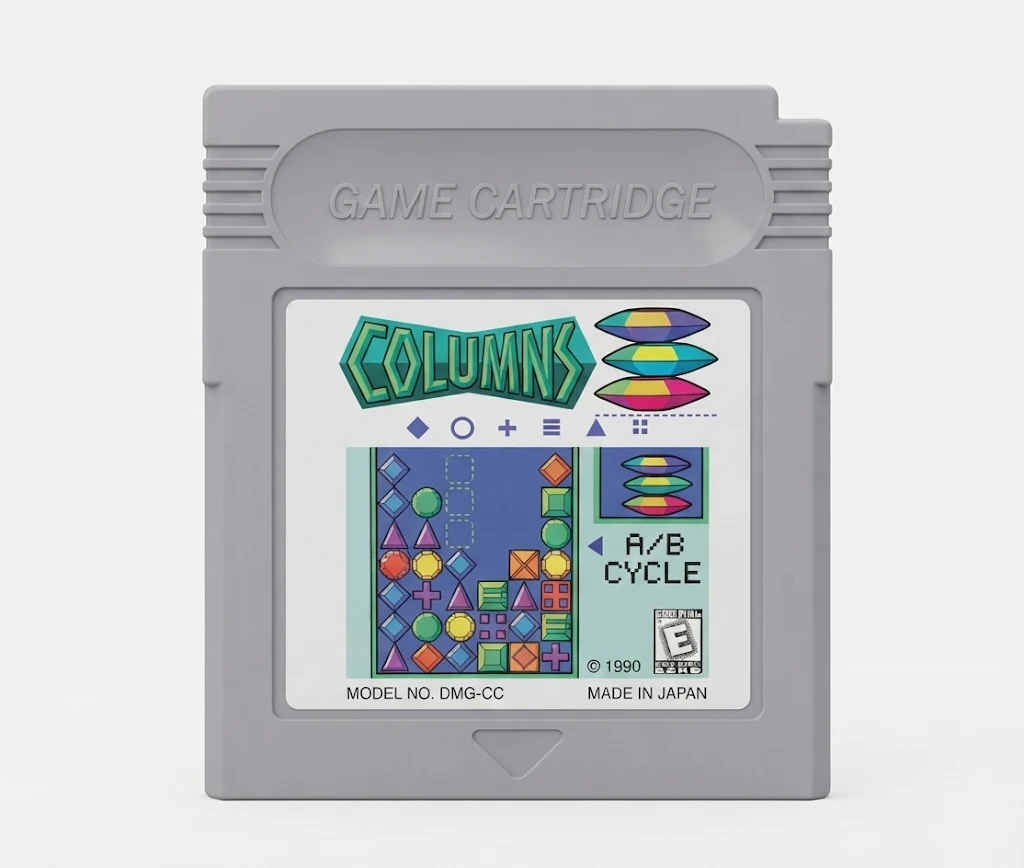 GAME CARTRIDGE
COLUMNS
A/B
CYCLE
E
© 1990
MODEL NO. DMG-CC
MADE IN JAPAN